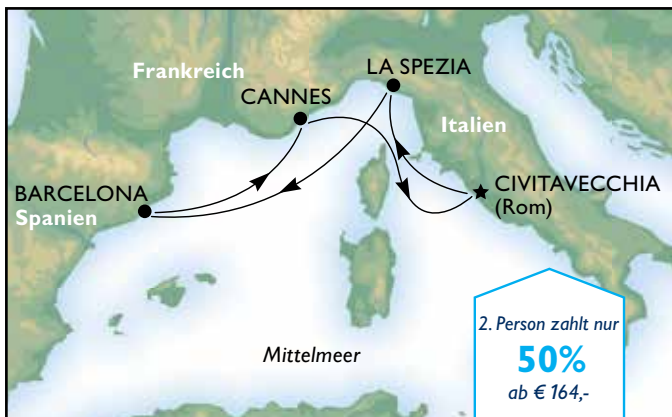 Frankreich
LA SPEZIA
CANNES
Italien
BARCELONA
Spanien
CIVITAVECCHIA
(Rom)
Mittelmeer
2. Person zahlt nur
50%
ab € 164,-